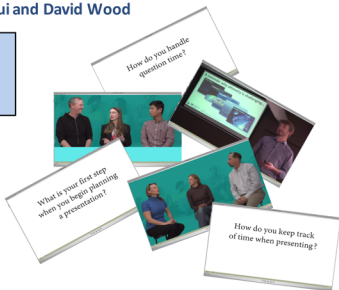 ui and David Wood
How do you handle
question time?
What is your first step
when you begin planning
a presentation?
How do you keep track
of time when presenting?